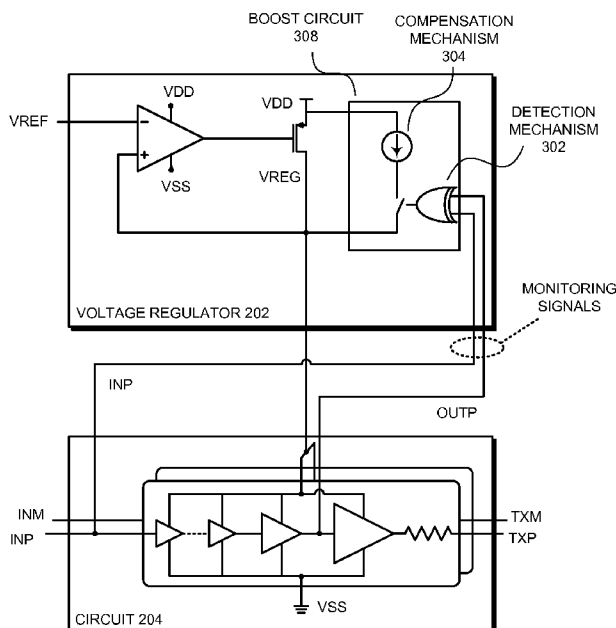 BOOST CIRCUIT
308
COMPENSATION
MECHANISM
304
VDD
VDD
DETECTION
MECHANISM
302
VREF
−
+
VSS
VREG
VOLTAGE REGULATOR 202
MONITORING
SIGNALS
INP
OUTP
INM
INP
TXM
TXP
VSS
CIRCUIT 204